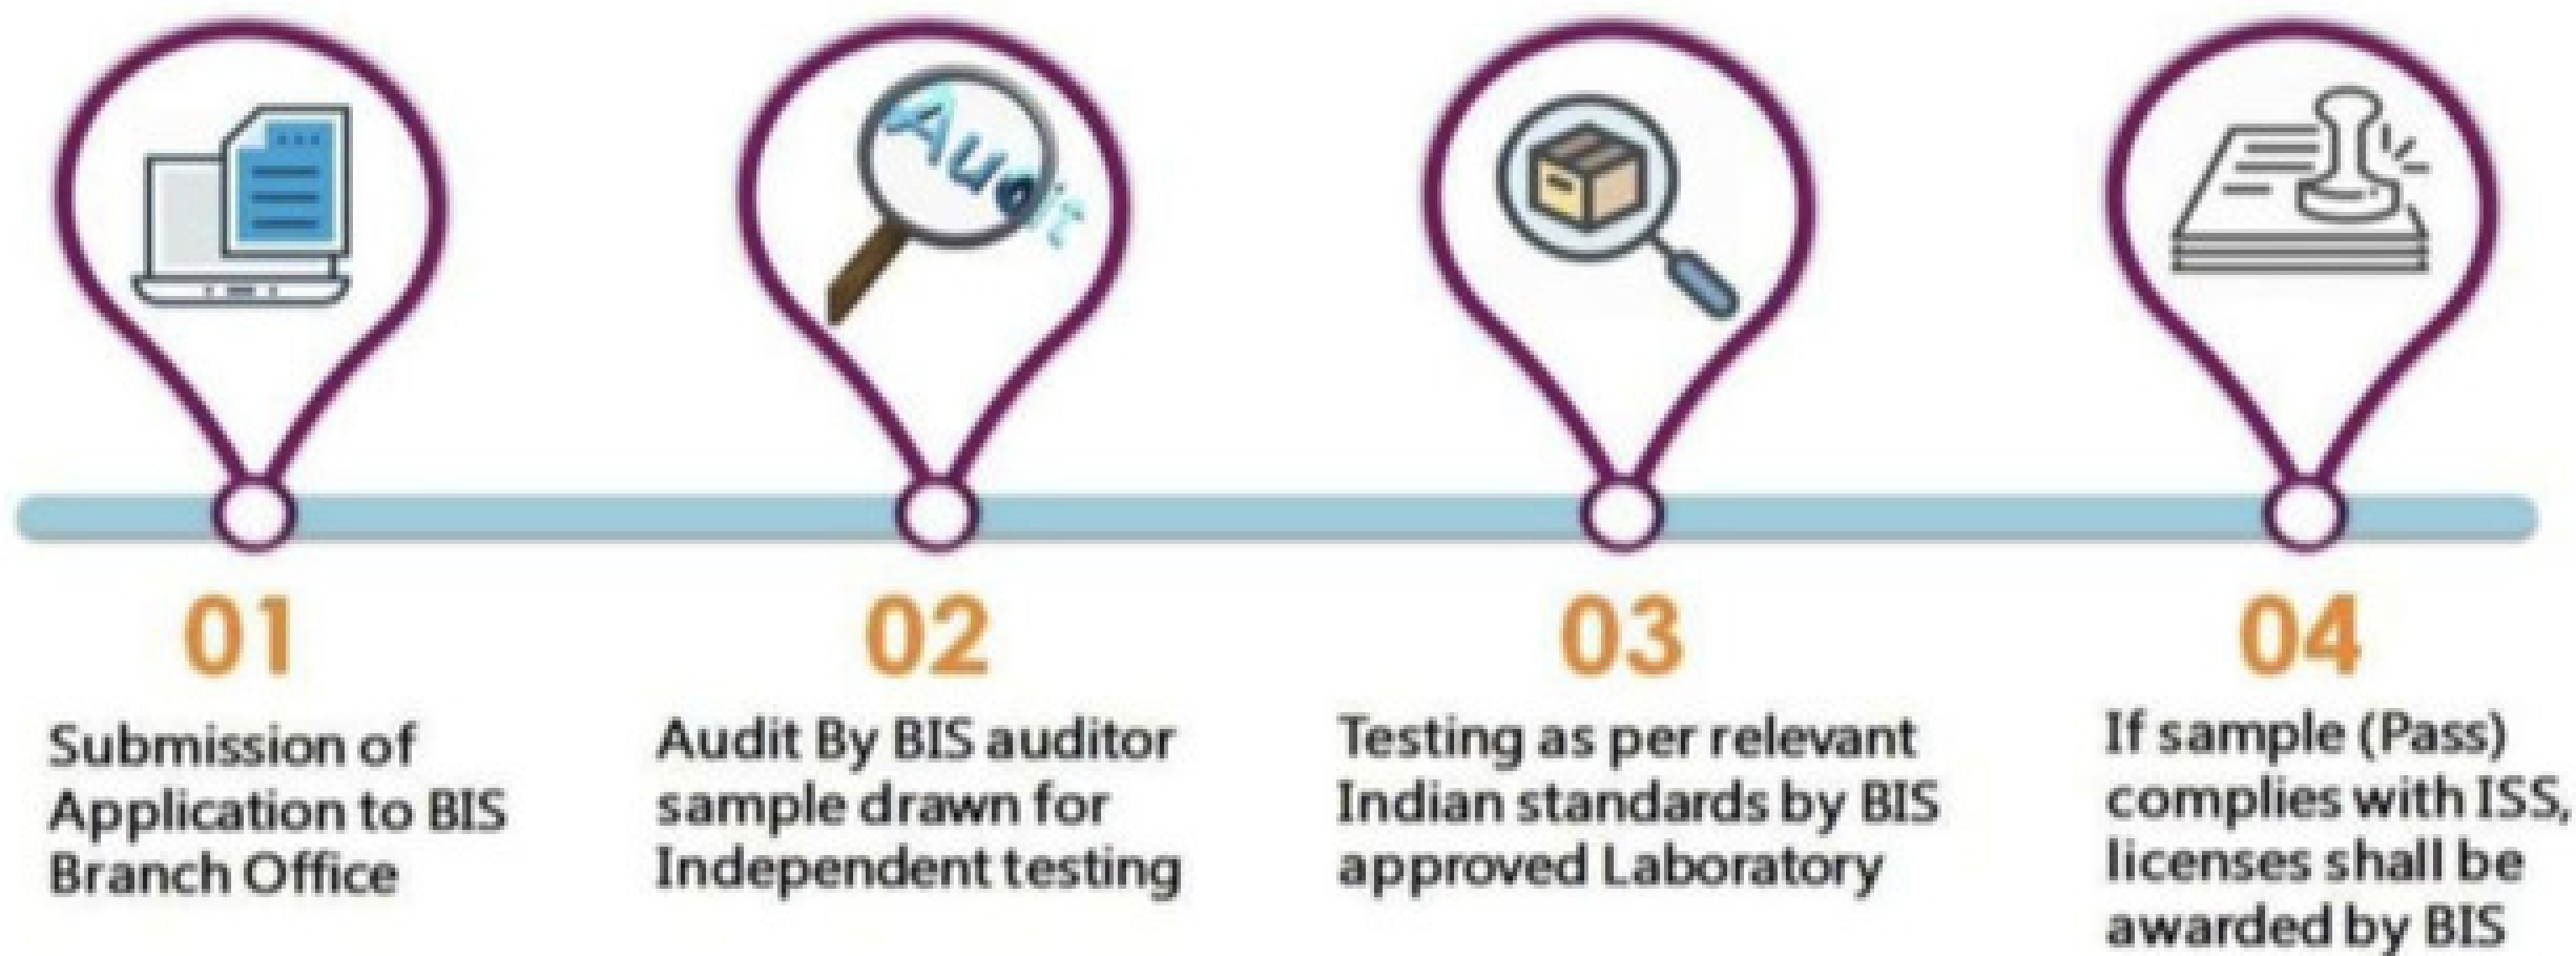 Audit
01
Submission of
Application to BIS
Branch Office
02
Audit By BIS auditor
sample drawn for
Independent testing
03
Testing as per relevant
Indian standards by BIS
approved Laboratory
04
If sample (Pass)
complies with ISS,
licenses shall be
awarded by BIS